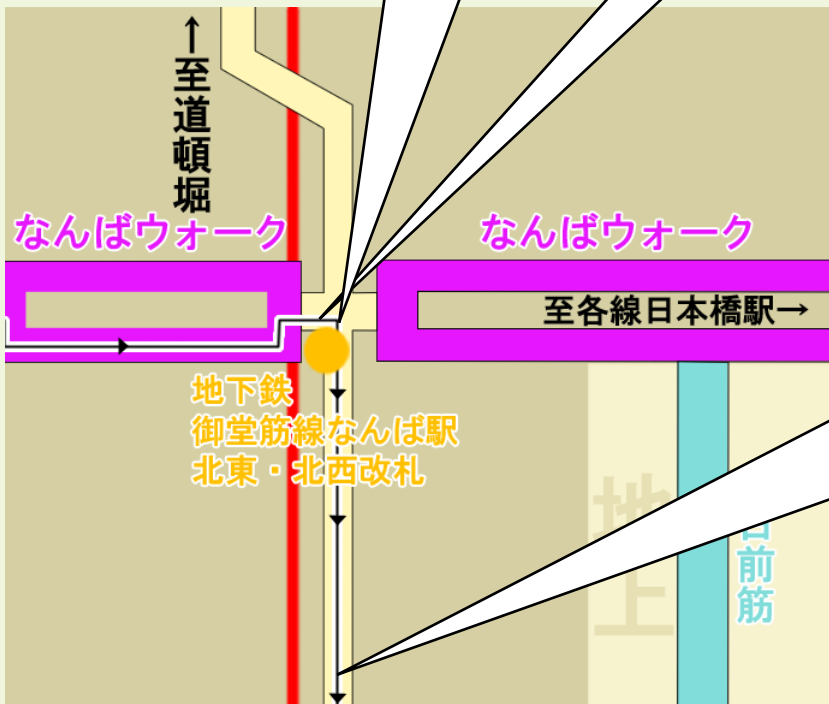 ↑至道頓堀
なんばウォーク
なんばウォーク
至各線日本橋駅→
地下鉄
御堂筋線なんば駅
北東・北西改札
地上
前筋